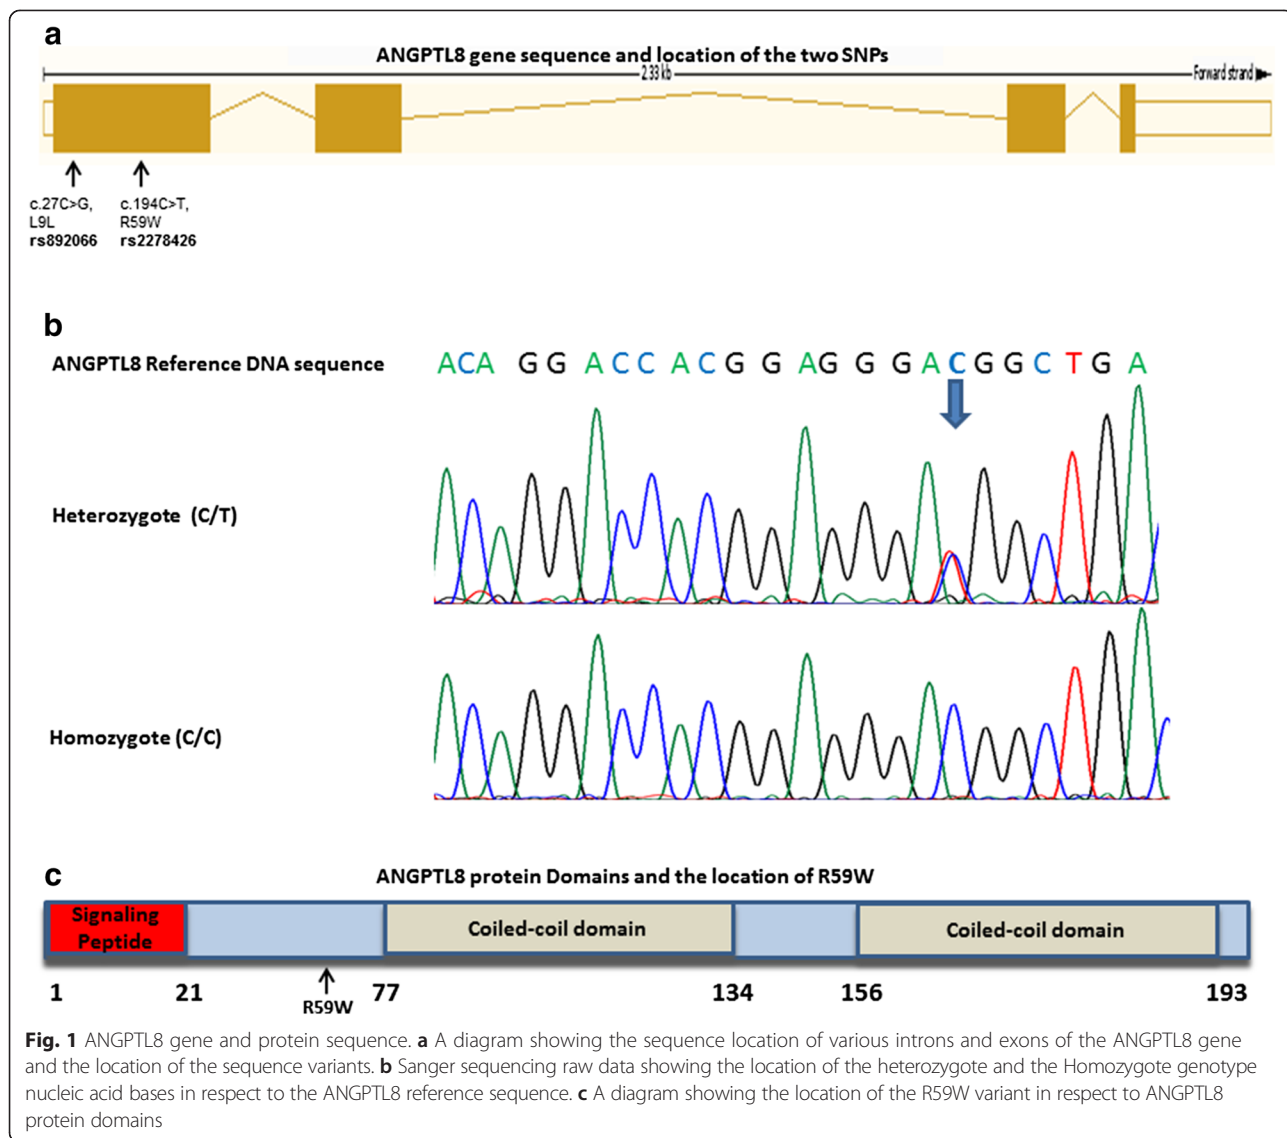 a
ANGPTL8 gene sequence and location of the two SNPs
2.33 kb
Forward strand
c.27C>G,
L9L
rs892066
c.194C>T,
R59W
rs2278426
b
ANGPTL8 Reference DNA sequence
ACA GG ACC ACGG AGGGACGGCTGA
Heterozygote (C/T)
Homozygote (C/C)
c
ANGPTL8 protein Domains and the location of R59W
Signaling
Peptide
Coiled-coil domain
Coiled-coil domain
1 21 R59W 77 134 156 193
Fig. 1 ANGPTL8 gene and protein sequence. a A diagram showing the sequence location of various introns and exons of the ANGPTL8 gene
and the location of the sequence variants. b Sanger sequencing raw data showing the location of the heterozygote and the Homozygote genotype
nucleic acid bases in respect to the ANGPTL8 reference sequence. c A diagram showing the location of the R59W variant in respect to ANGPTL8
protein domains